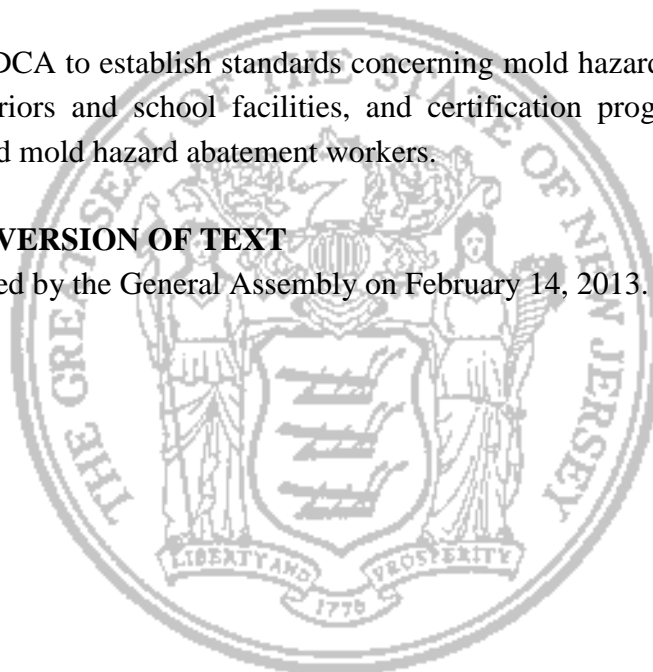 DCA to establish standards concerning mold hazard
riors and school facilities, and certification prog
d mold hazard abatement workers.
VERSION OF TEXT
ed by the General Assembly on February 14, 2013.
THE GREAT SEAL OF THE STATE OF NEW JERSEY
LIBERTY AND PROSPERITY
1776